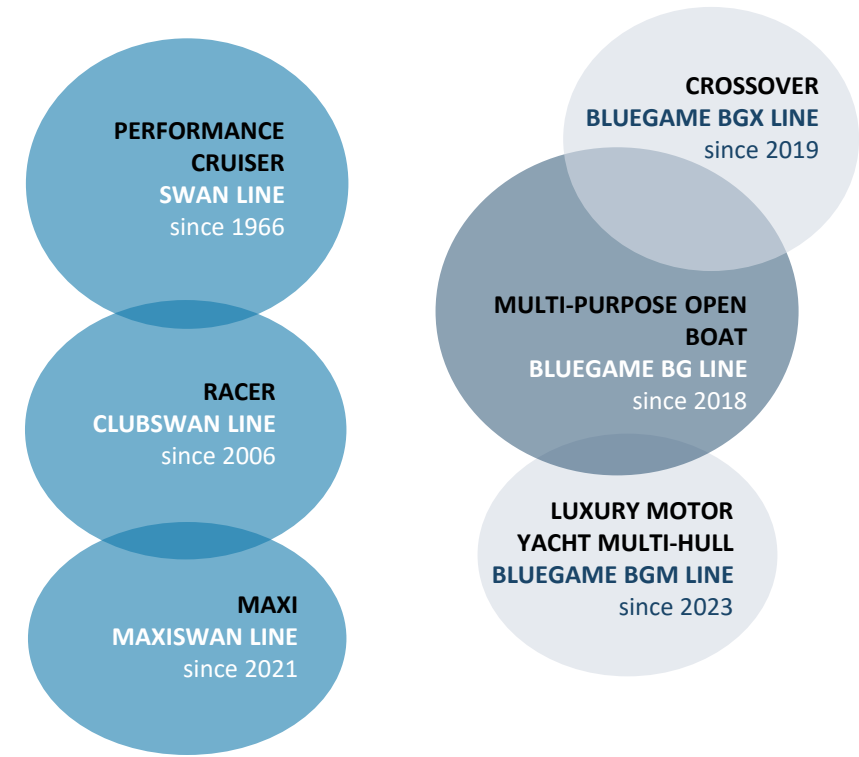 PERFORMANCE
CRUISER
SWAN LINE
since 1966
RACER
CLUBSWAN LINE
since 2006
MAXI
MAXISWAN LINE
since 2021
CROSSOVER
BLUEGAME BGX LINE
since 2019
MULTI-PURPOSE OPEN
BOAT
BLUEGAME BG LINE
since 2018
LUXURY MOTOR
YACHT MULTI-HULL
BLUEGAME BGM LINE
since 2023